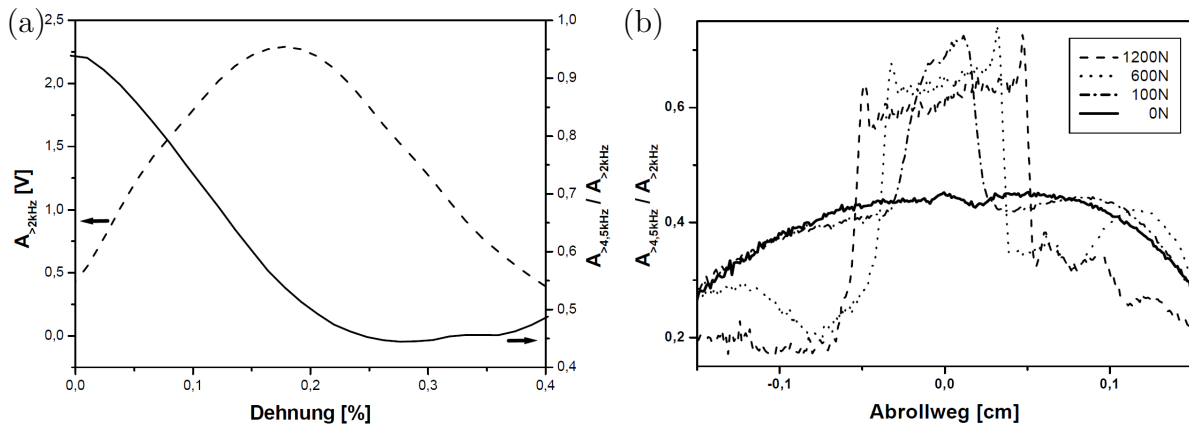 (a)
2,5
2,0
1,5
1,0
0,5
0,0
A>2kHz [V]
0,0
0,1
0,2
0,3
0,4
Dehnung [%]
1,0
0,9
0,8
0,7
0,6
0,5
0,4
A>4,5kHz / A>2kHz
(b)
0,6
0,4
0,2
A>4,5kHz / A>2kHz
1200N
600N
100N
0N
-0,1
0,0
0,1
Abrollweg [cm]